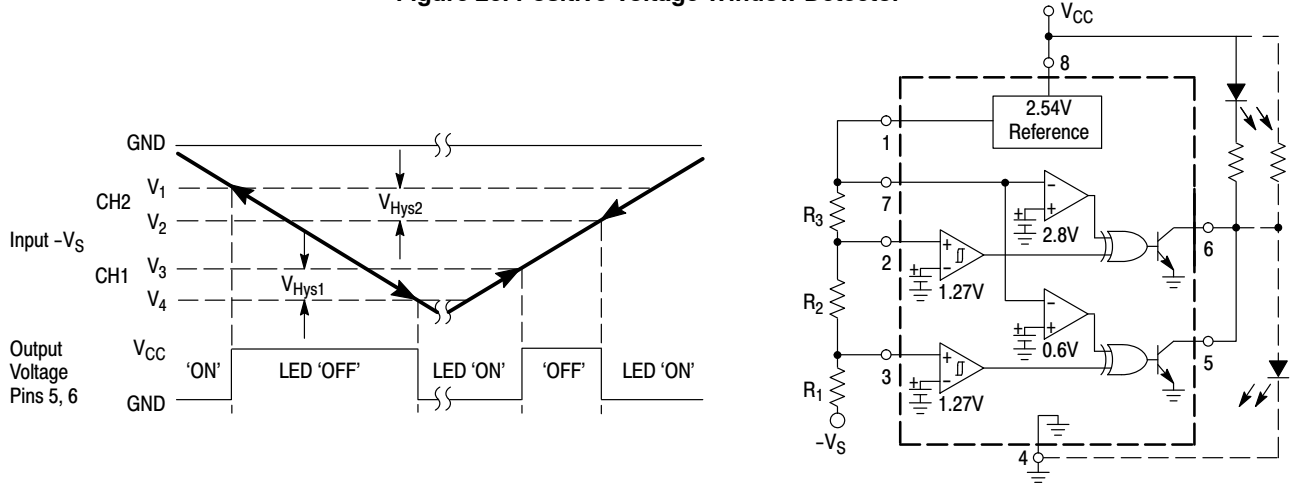 Figure Positive Voltage Window Detector
GND
CH2
V1
V2
VHys2
Input -VS
CH1
V3
V4
VHys1
Output
Voltage
Pins 5, 6
VCC
GND
'ON'
LED 'OFF'
LED 'ON'
'OFF'
LED 'ON'
VCC
8
2.54V
Reference
1
7
R3
-
+
2.8V
6
2
+
-
+
1.27V
R2
-
+
0.6V
5
3
+
-
+
1.27V
R1
-VS
4